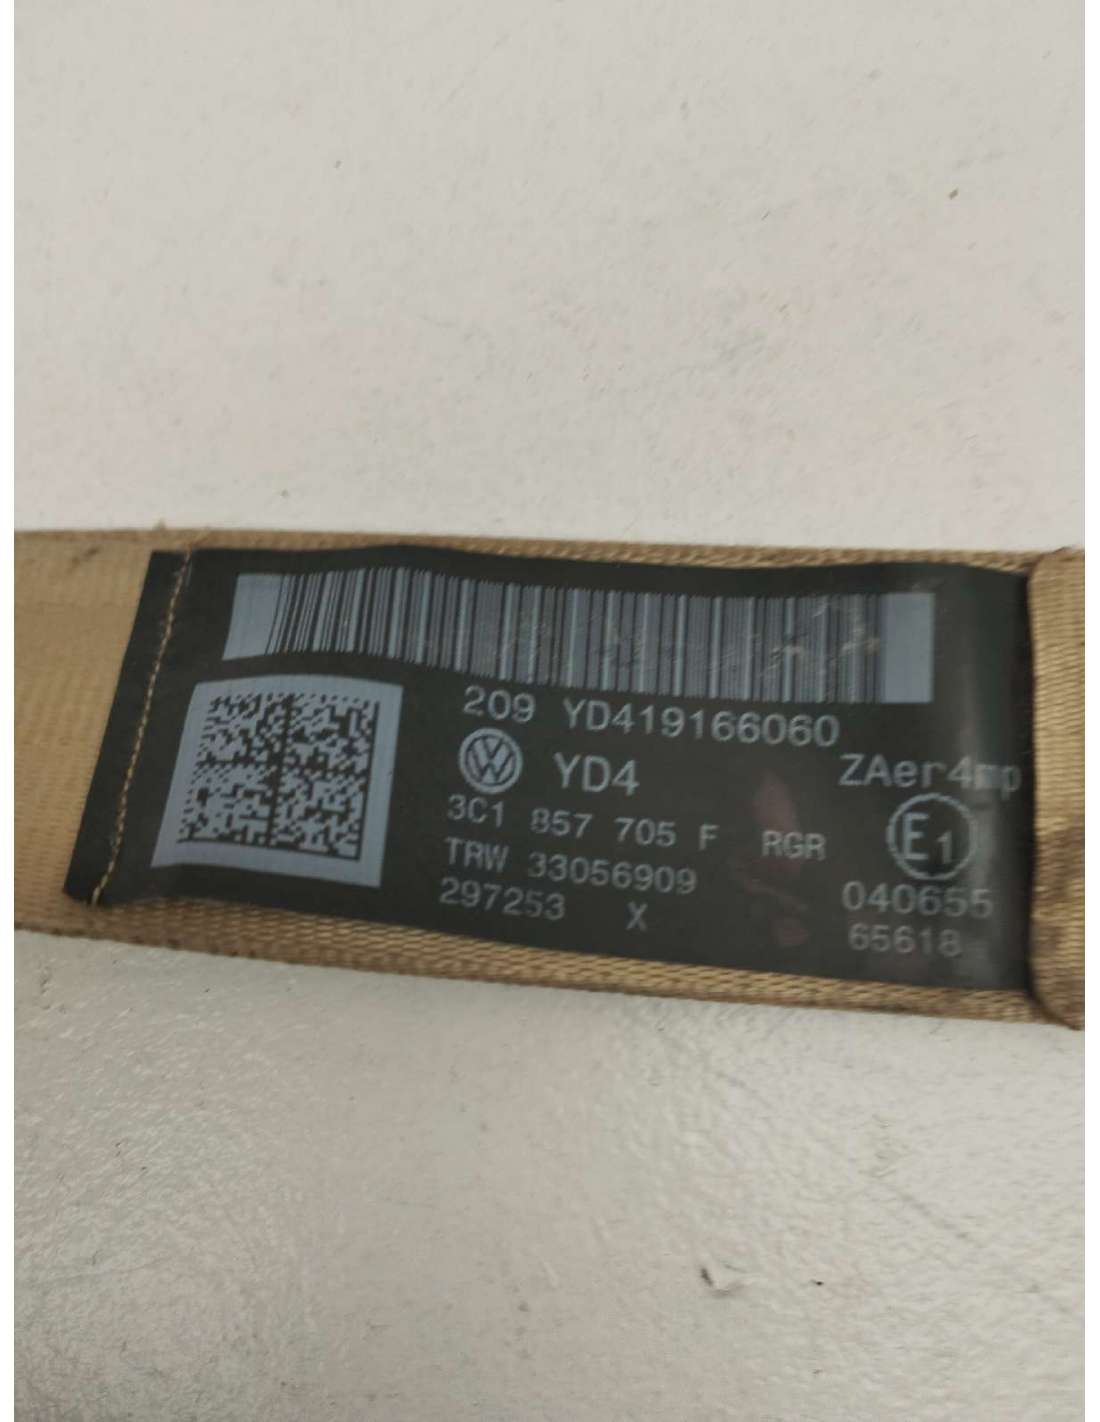 209 YD419166060
YD4 ZAer4mp
3C1 857 705 F RGR E1
TRW 33056909
297253 X
040655
65618